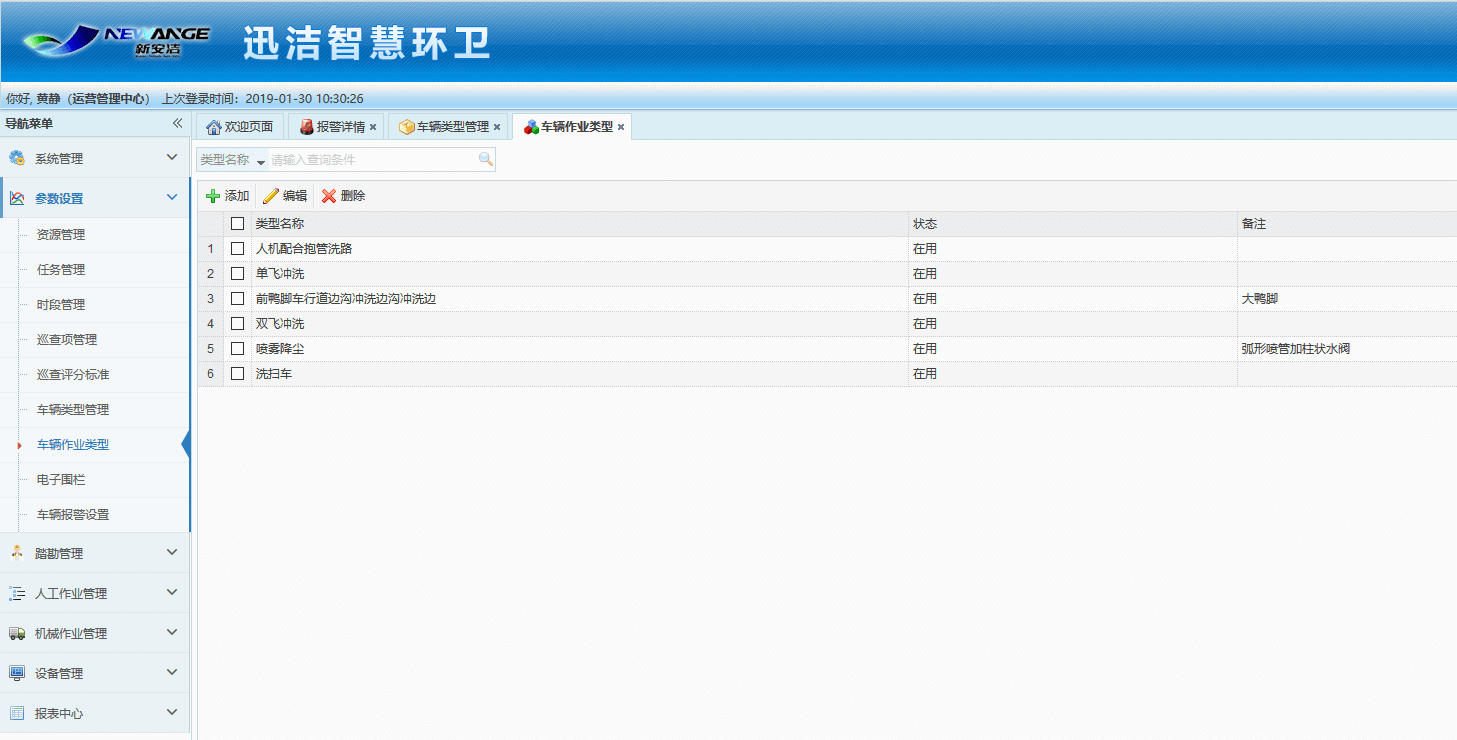 NEWANGE
新安洁
迅洁智慧环卫
你好, 黄静（运营管理中心） 上次登录时间：2019-01-30 10:30:26
导航菜单
欢迎页面 报警详情 车辆类型管理 车辆作业类型
类型名称 请输入查询条件
系统管理
参数设置
资源管理
任务管理
时段管理
巡查项管理
巡查评分标准
车辆类型管理
车辆作业类型
电子围栏
车辆报警设置
踏勘管理
人工作业管理
机械作业管理
设备管理
报表中心
添加 编辑 删除
类型名称 状态 备注
1 人机配合抱管洗路 在用
2 单飞冲洗 在用
3 前鸭脚车行道边沟冲洗边沟冲洗边 在用 大鸭脚
4 双飞冲洗 在用
5 喷雾降尘 在用 弧形喷管加柱状水阀
6 洗扫车 在用